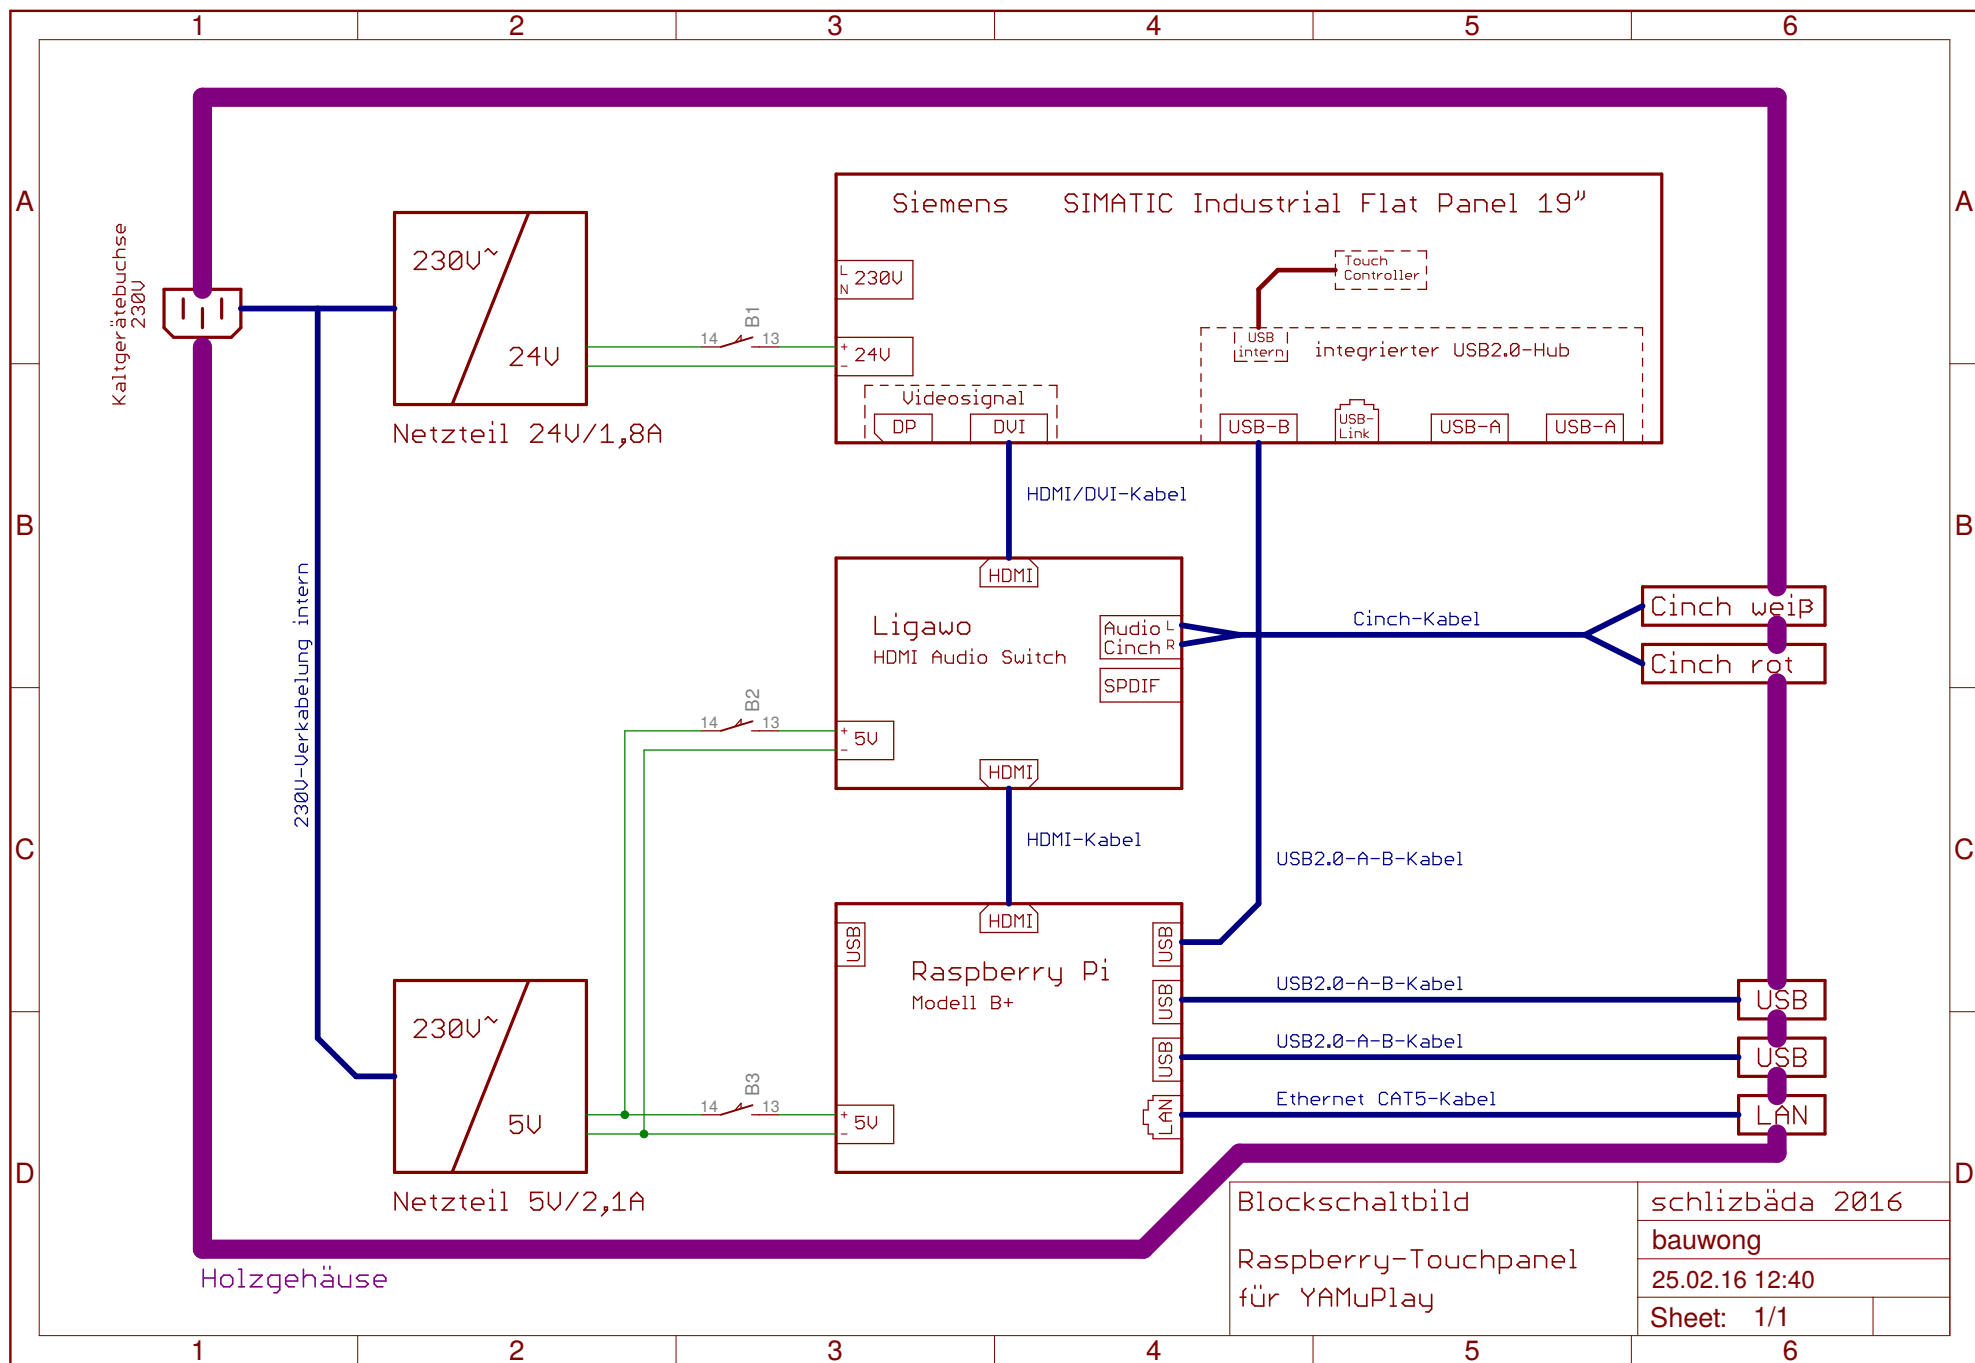 1 2 3 4 5 6
A A
Siemens SIMATIC Industrial Flat Panel 19"
Kaltgerätebuchse
230V
230V~
24V
Netzteil 24V/1,8A
14 B1 13
L
N 230V
+
- 24V
Touch
Controller
USB
intern
integrierter USB2.0-Hub
Videosignal
DP DVI
USB-B
USB-
Link
USB-A USB-A
HDMI/DVI-Kabel
B B
230V-Verkabelung intern
HDMI
Ligawo
HDMI Audio Switch
Audio L
Cinch R
SPDIF
Cinch-Kabel
Cinch weiß
Cinch rot
14 B2 13
+
- 5V
HDMI
HDMI-Kabel
USB2.0-A-B-Kabel
C C
HDMI
USB USB
Raspberry Pi
Modell B+
USB
USB2.0-A-B-Kabel
USB
USB
USB2.0-A-B-Kabel
USB
230V~
5V
Netzteil 5V/2,1A
14 B3 13
+
- 5V
LAN
Ethernet CAT5-Kabel
LAN
D D
Holzgehäuse
Blockschaltbild
Raspberry-Touchpanel
für YAMuPlay
schlizbäda 2016
bauwong
25.02.16 12:40
Sheet: 1/1
1 2 3 4 5 6